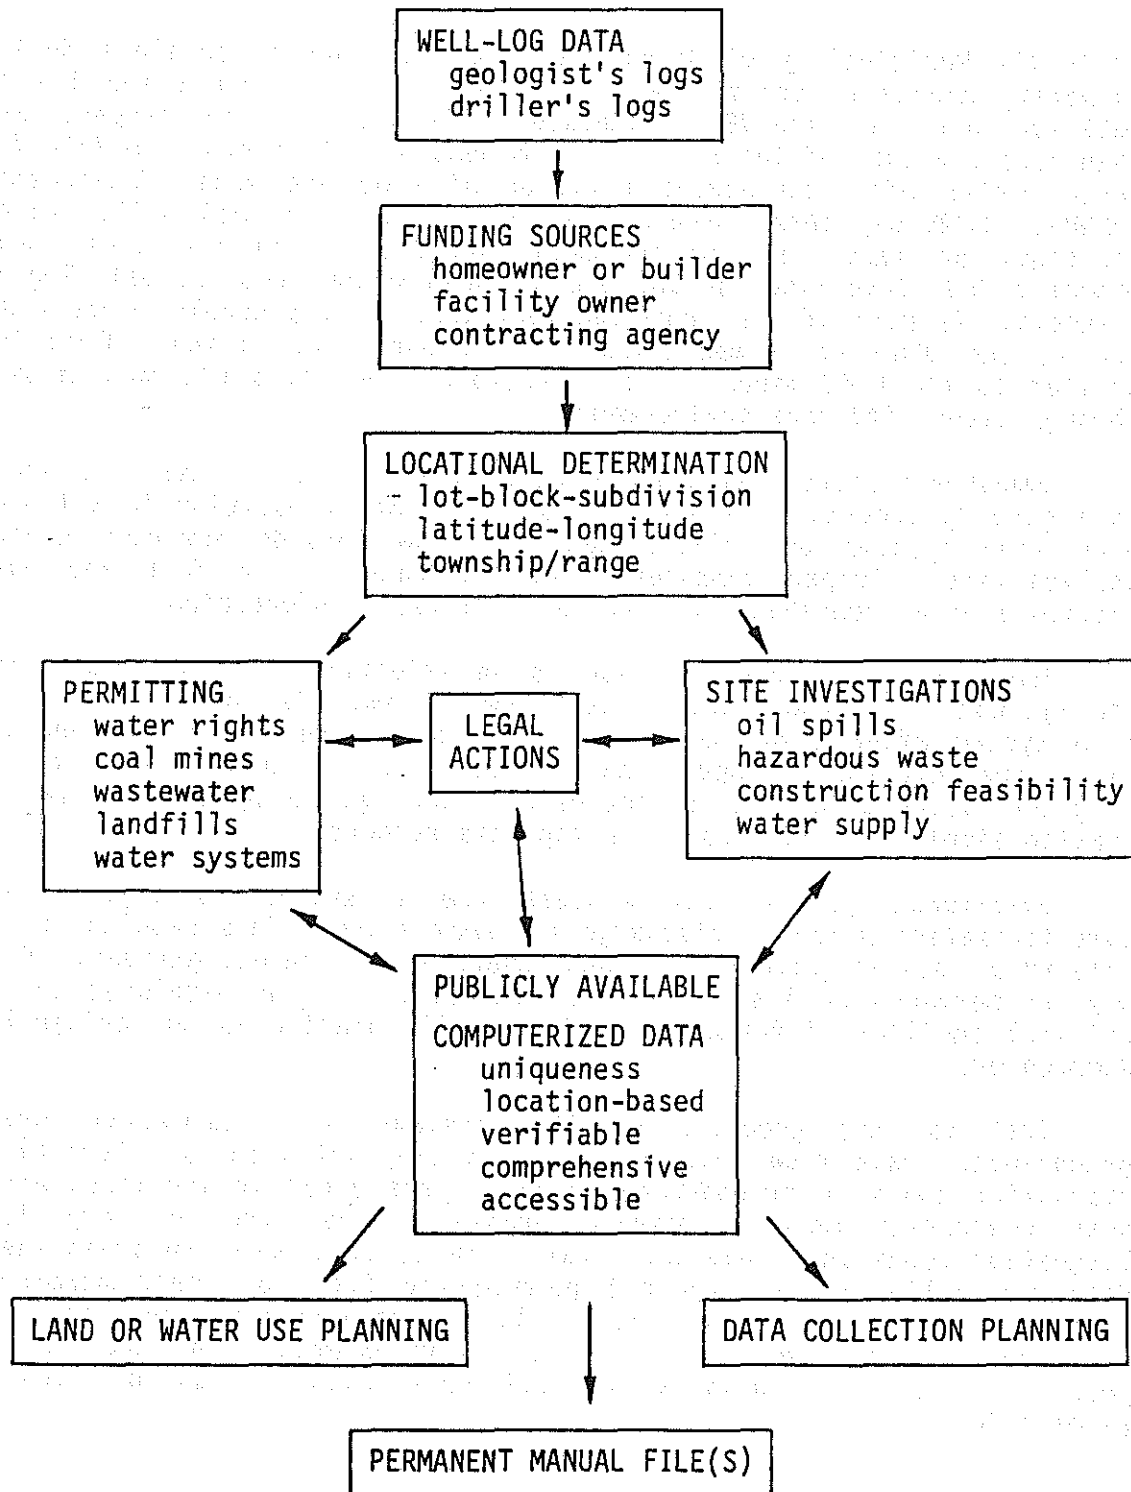 WELL-LOG DATA
geologist's logs
driller's logs
FUNDING SOURCES
homeowner or builder
facility owner
contracting agency
LOCATIONAL DETERMINATION
- lot-block-subdivision
latitude-longitude
township/range
PERMITTING
water rights
coal mines
wastewater
landfills
water systems
LEGAL
ACTIONS
SITE INVESTIGATIONS
oil spills
hazardous waste
construction feasibility
water supply
PUBLICLY AVAILABLE
COMPUTERIZED DATA
uniqueness
location-based
verifiable
comprehensive
accessible
LAND OR WATER USE PLANNING
DATA COLLECTION PLANNING
PERMANENT MANUAL FILE(S)